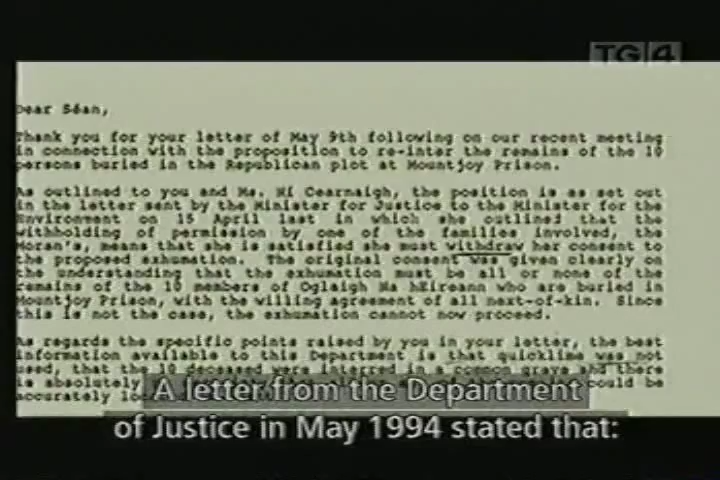 TG4
Dear Séan,
Thank you for your letter of May 9th following on our recent meeting
in connection with the proposition to re-inter the remains of the 10
persons buried in the Republican plot at Mountjoy Prison.
As outlined to you and Ms. Ní Cearnaigh, the position is as set out
in the letter sent by the Minister for Justice to the Minister for the
Environment on 15 April last in which she outlined that the
withholding of permission by one of the families involved, the
Moran's, means that she is satisfied she must withdraw her consent to
the proposed exhumation. The original consent was given clearly on
the understanding that the exhumation must be all or none of the
remains of the 10 members of Oglaigh Na hEireann who are buried in
Mountjoy Prison, with the willing agreement of all next-of-kin. Since
this is not the case, the exhumation cannot now proceed.
As regards the specific points raised by you in your letter, the best
information available to this Department is that quicklime was not
used, that the 10 deceased were interred in a common grave and there
is absolutely could be
accurately
A letter from the Department
of Justice in May 1994 stated that: